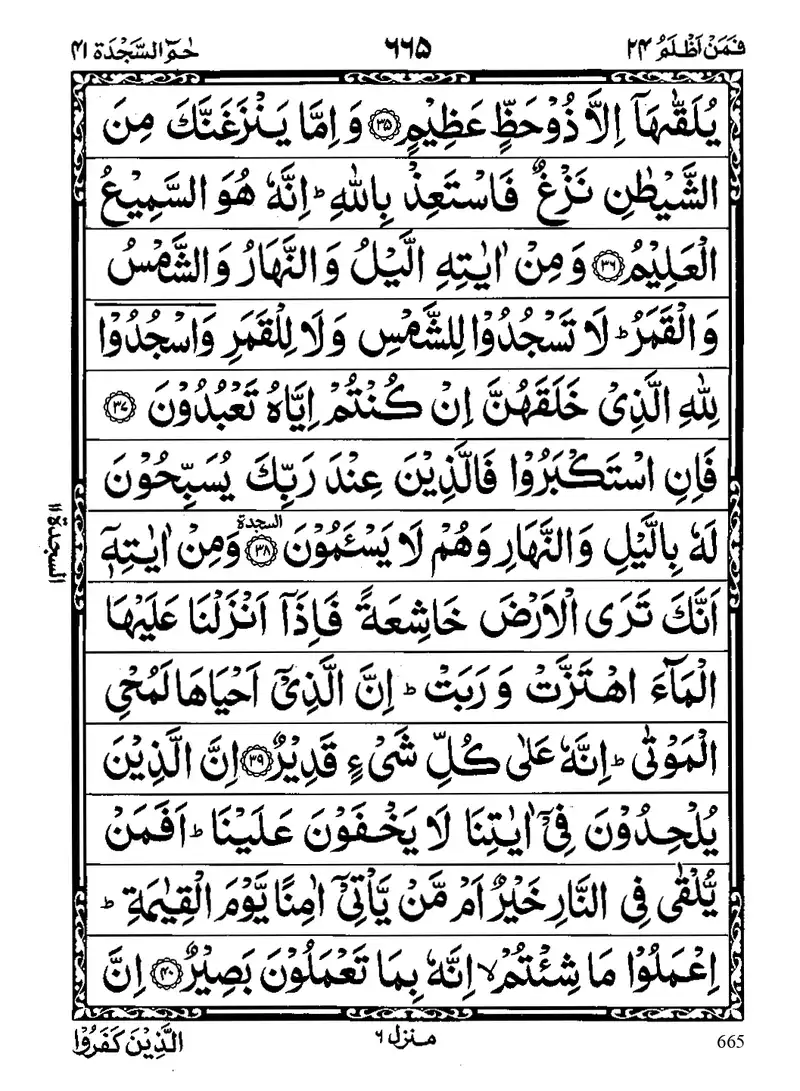 فَمَنْ اَظْلَمُ ۲۴ ۶۶۵ حٰمٓ السَّجْدَة ۴۱
يُلَقّٰىهَاۤ اِلَّا ذُوْ حَظٍّ عَظِيْمٍ ۝۳۵ وَ اِمَّا يَنْزَغَنَّكَ مِنَ
الشَّيْطٰنِ نَزْغٌ فَاسْتَعِذْ بِاللّٰهِ ؕ اِنَّهٗ هُوَ السَّمِيْعُ
الْعَلِيْمُ ۝۳۶ وَ مِنْ اٰيٰتِهِ الَّيْلُ وَ النَّهَارُ وَ الشَّمْسُ
وَ الْقَمَرُ ؕ لَا تَسْجُدُوْا لِلشَّمْسِ وَ لَا لِلْقَمَرِ وَ اسْجُدُوْا
لِلّٰهِ الَّذِيْ خَلَقَهُنَّ اِنْ كُنْتُمْ اِيَّاهُ تَعْبُدُوْنَ ۝۳۷
فَاِنِ اسْتَكْبَرُوْا فَالَّذِيْنَ عِنْدَ رَبِّكَ يُسَبِّحُوْنَ
لَهٗ بِالَّيْلِ وَ النَّهَارِ وَ هُمْ لَا يَسْـَٔمُوْنَ ۝۳۸ السجدة وَ مِنْ اٰيٰتِهٖۤ
السجدة ۱۱
اَنَّكَ تَرَى الْاَرْضَ خَاشِعَةً فَاِذَاۤ اَنْزَلْنَا عَلَيْهَا
الْمَآءَ اهْتَزَّتْ وَ رَبَتْ ؕ اِنَّ الَّذِيْۤ اَحْيَاهَا لَمُحْيِ
الْمَوْتٰى ؕ اِنَّهٗ عَلٰى كُلِّ شَيْءٍ قَدِيْرٌ ۝۳۹ اِنَّ الَّذِيْنَ
يُلْحِدُوْنَ فِيْۤ اٰيٰتِنَا لَا يَخْفَوْنَ عَلَيْنَا ؕ اَفَمَنْ
يُّلْقٰى فِي النَّارِ خَيْرٌ اَمْ مَّنْ يَّاْتِيْۤ اٰمِنًا يَّوْمَ الْقِيٰمَةِ ؕ
اِعْمَلُوْا مَا شِئْتُمْ ۙ اِنَّهٗ بِمَا تَعْمَلُوْنَ بَصِيْرٌ ۝۴۰ اِنَّ
665 منزل ۶ الَّذِيْنَ كَفَرُوْا